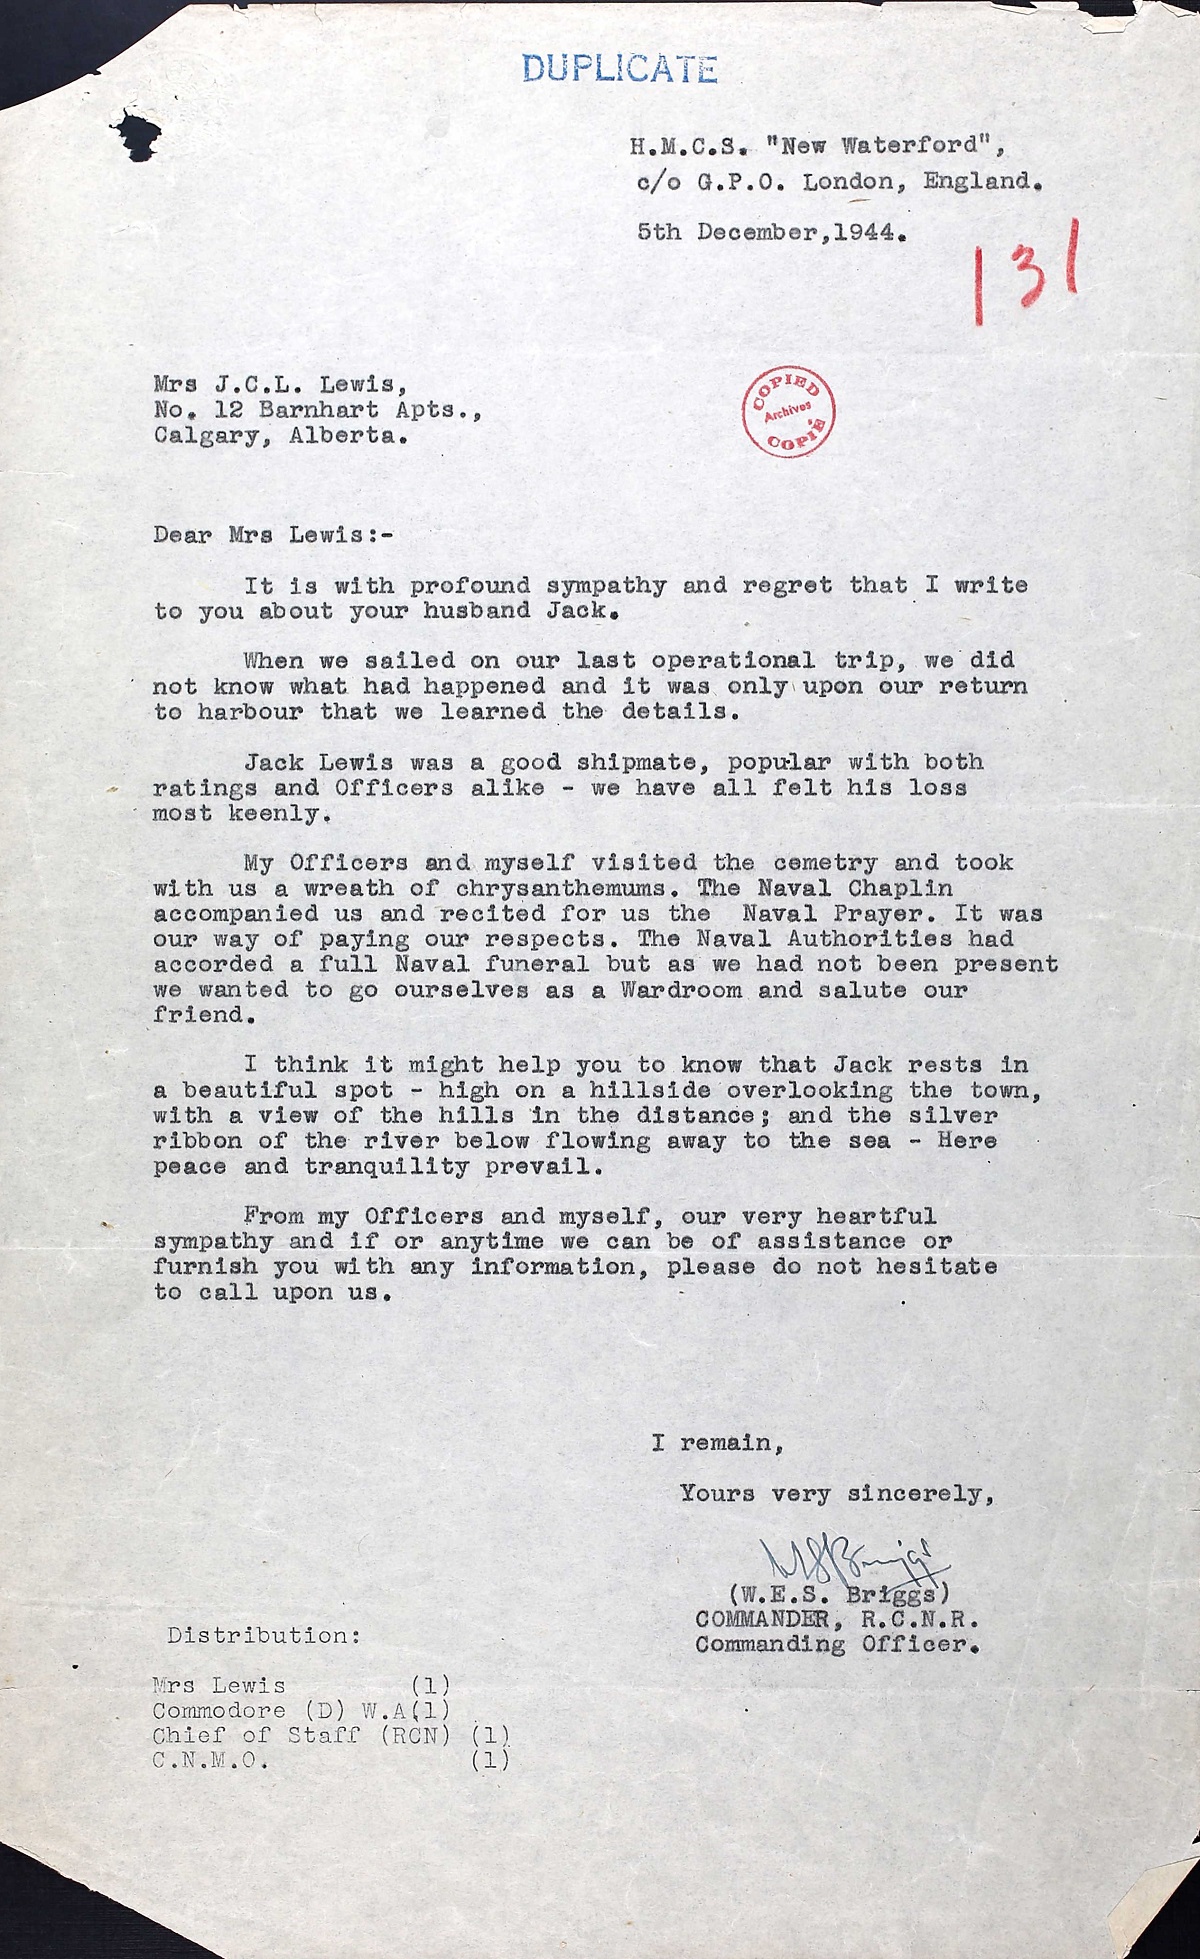 DUPLICATE
H.M.C.S. "New Waterford",
c/o G.P.O. London, England.
5th December,1944.
131
Mrs J.C.L. Lewis,
No. 12 Barnhart Apts.,
Calgary, Alberta.
COPIED
Archives
COPIÉ
Dear Mrs Lewis:-
It is with profound sympathy and regret that I write
to you about your husband Jack.
When we sailed on our last operational trip, we did
not know what had happened and it was only upon our return
to harbour that we learned the details.
Jack Lewis was a good shipmate, popular with both
ratings and Officers alike - we have all felt his loss
most keenly.
My Officers and myself visited the cemetry and took
with us a wreath of chrysanthemums. The Naval Chaplin
accompanied us and recited for us the Naval Prayer. It was
our way of paying our respects. The Naval Authorities had
accorded a full Naval funeral but as we had not been present
we wanted to go ourselves as a Wardroom and salute our
friend.
I think it might help you to know that Jack rests in
a beautiful spot - high on a hillside overlooking the town,
with a view of the hills in the distance; and the silver
ribbon of the river below flowing away to the sea - Here
peace and tranquility prevail.
From my Officers and myself, our very heartful
sympathy and if or anytime we can be of assistance or
furnish you with any information, please do not hesitate
to call upon us.
I remain,
Yours very sincerely,
WSBriggs
(W.E.S. Briggs)
COMMANDER, R.C.N.R.
Commanding Officer.
Distribution:
Mrs Lewis (1)
Commodore (D) W.A(1)
Chief of Staff (RCN) (1)
C.N.M.O. (1)